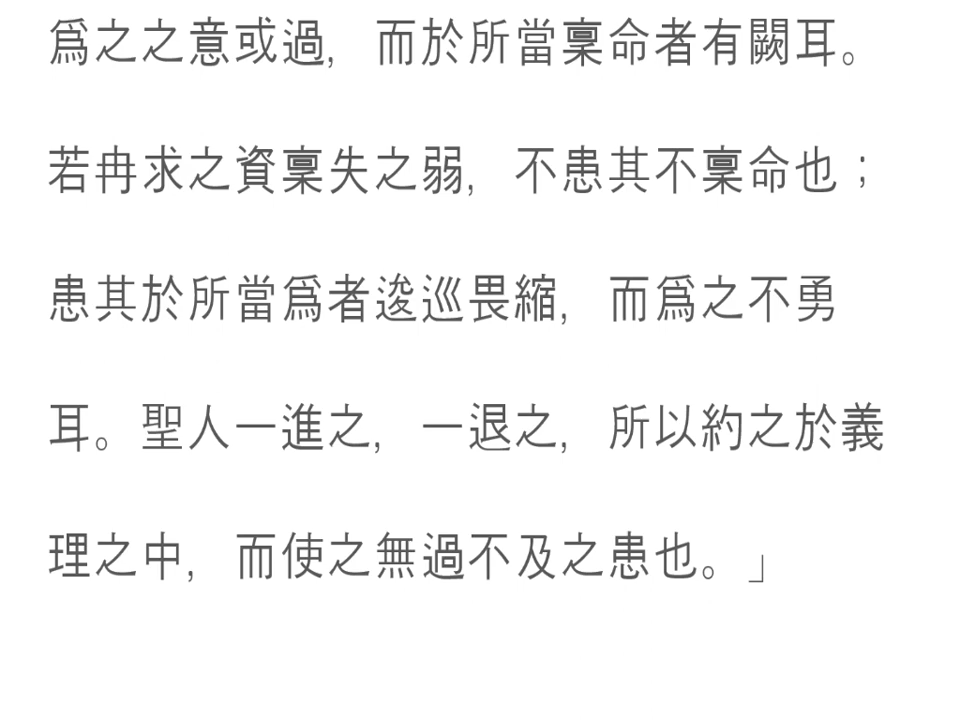 爲之之意或過，而於所當稟命者有闕耳。
若冉求之資稟失之弱，不患其不稟命也；
患其於所當爲者逡巡畏縮，而爲之不勇
耳。聖人一進之，一退之，所以約之於義
理之中，而使之無過不及之患也。」